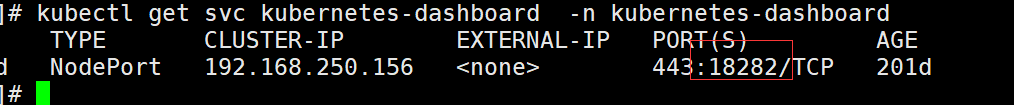 ]# kubectl get svc kubernetes-dashboard  -n kubernetes-dashboard
TYPE CLUSTER-IP EXTERNAL-IP PORT(S) AGE
d NodePort 192.168.250.156 <none> 443:18282/TCP 201d
]#